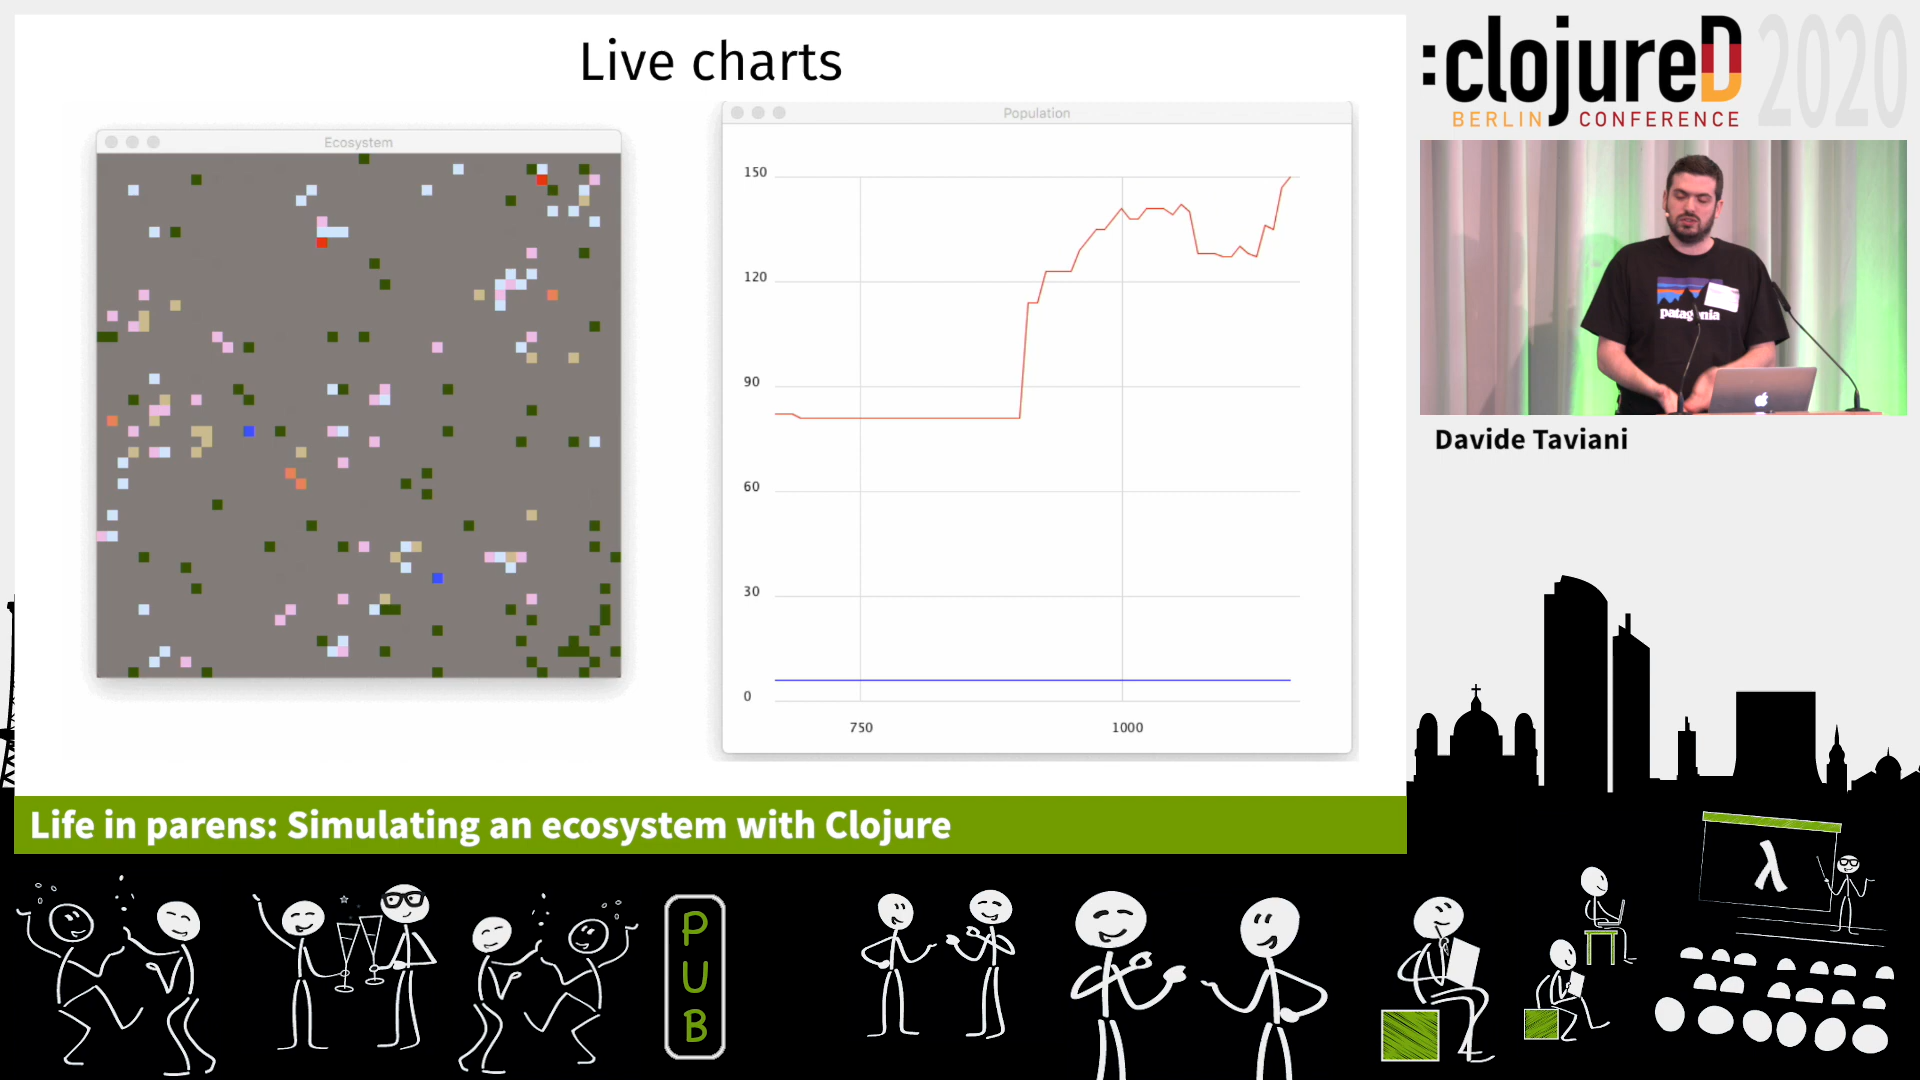 Live charts
Ecosystem
Population
150
120
90
60
30
0
750
1000
:clojureD 2020
BERLIN CONFERENCE
patagonia
Davide Taviani
Life in parens: Simulating an ecosystem with Clojure
PUB
λ